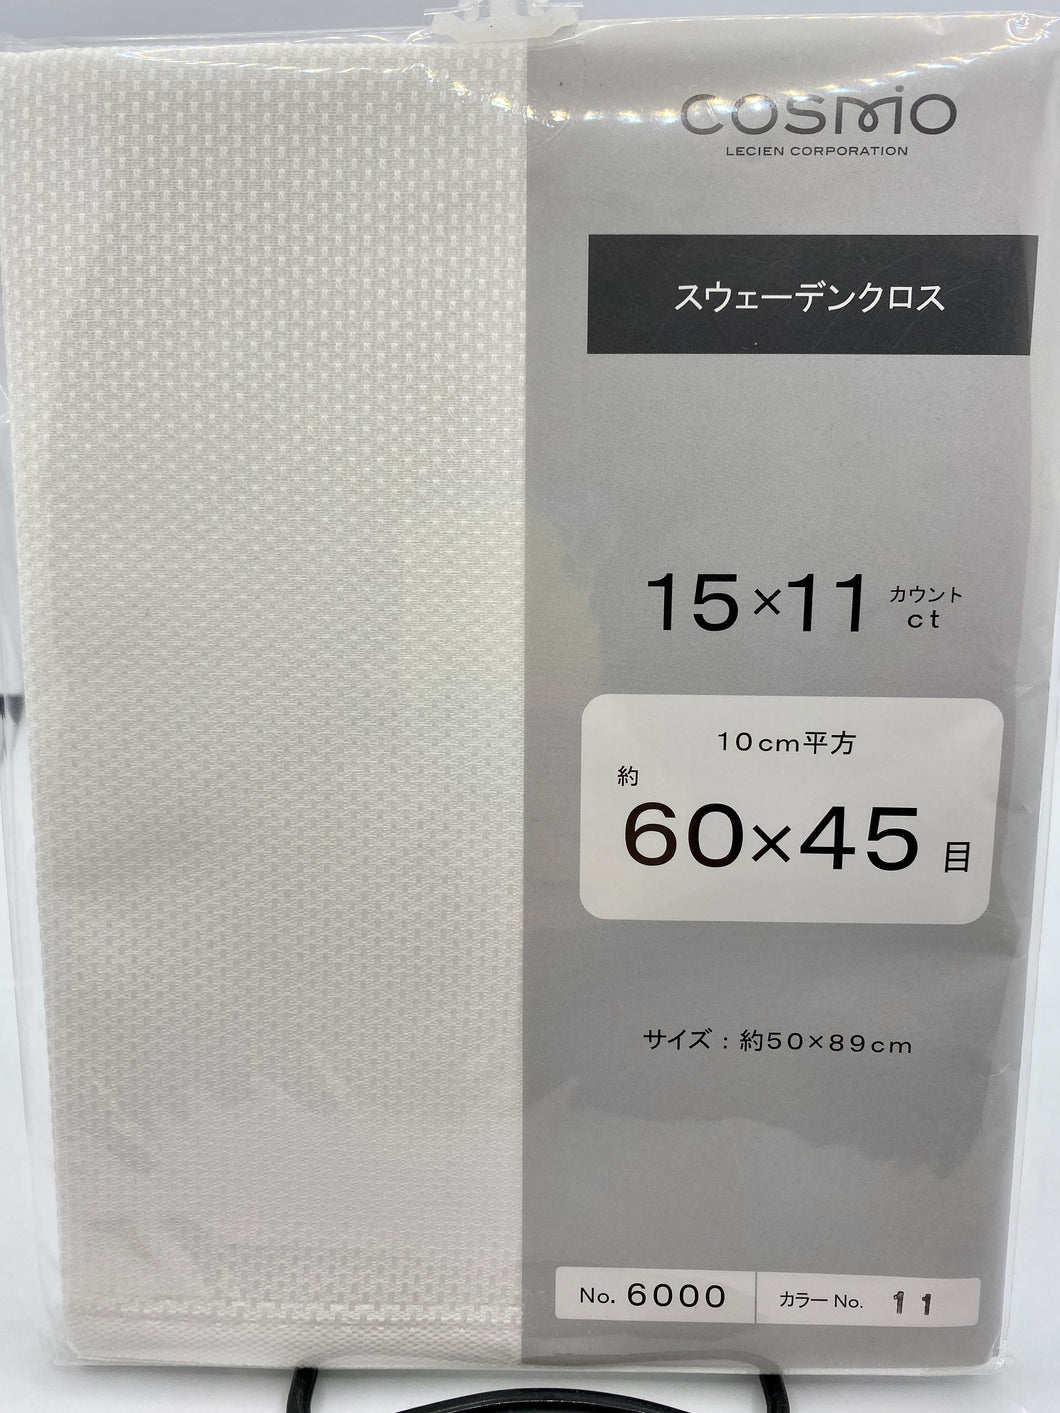 COSMO
LECIEN CORPORATION
スウェーデンクロス
15×11 カウント
ct
10cm平方
約
60×45 目
サイズ：約50×89cm
No. 6000 カラーNo. 11